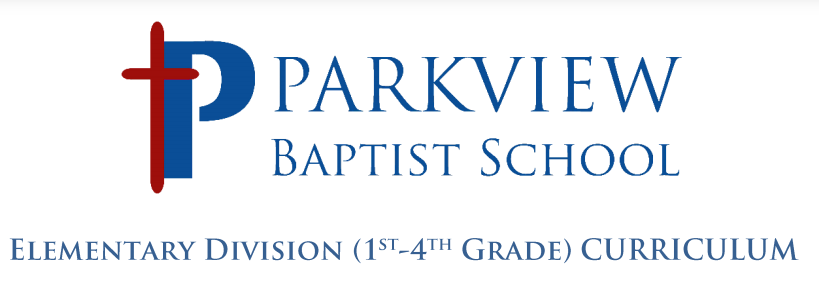 PARKVIEW
BAPTIST SCHOOL
ELEMENTARY DIVISION (1ST-4TH GRADE) CURRICULUM